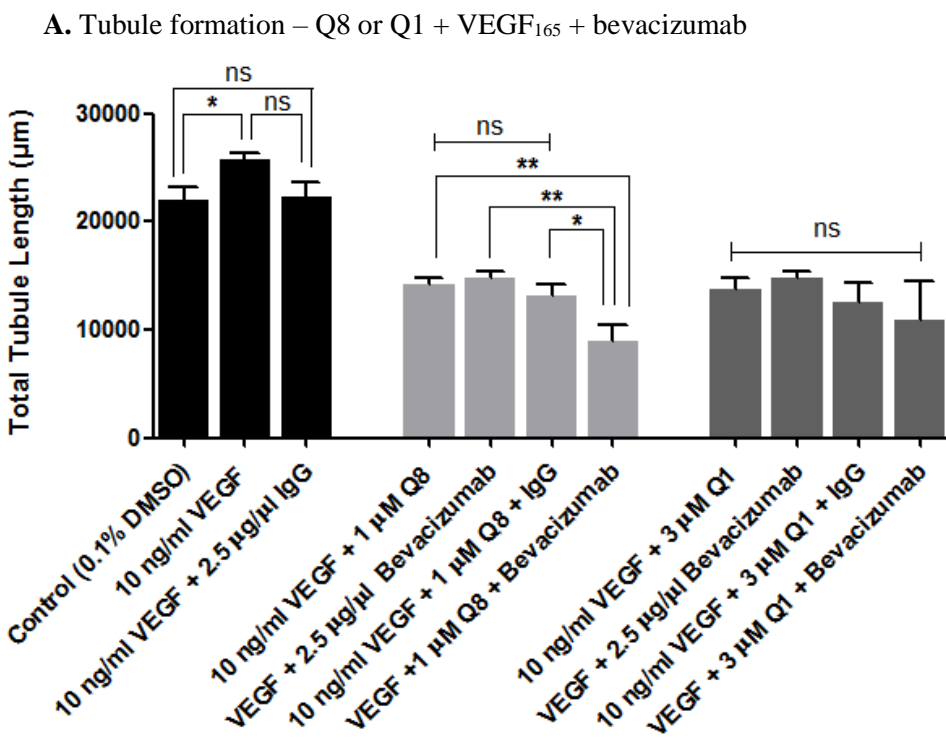 A. Tubule formation – Q8 or Q1 + VEGF165 + bevacizumab
Total Tubule Length (µm)
30000
20000
10000
0
ns
*
ns
ns
**
**
*
ns
Control (0.1% DMSO)
10 ng/ml VEGF
10 ng/ml VEGF + 2.5 µg/µl IgG
10 ng/ml VEGF + 1 µM Q8
VEGF + 2.5 µg/µl Bevacizumab
10 ng/ml VEGF + 1 µM Q8 + IgG
VEGF +1 µM Q8 + Bevacizumab
10 ng/ml VEGF + 3 µM Q1
VEGF + 2.5 µg/µl Bevacizumab
10 ng/ml VEGF + 3 µM Q1 + IgG
VEGF + 3 µM Q1 + Bevacizumab